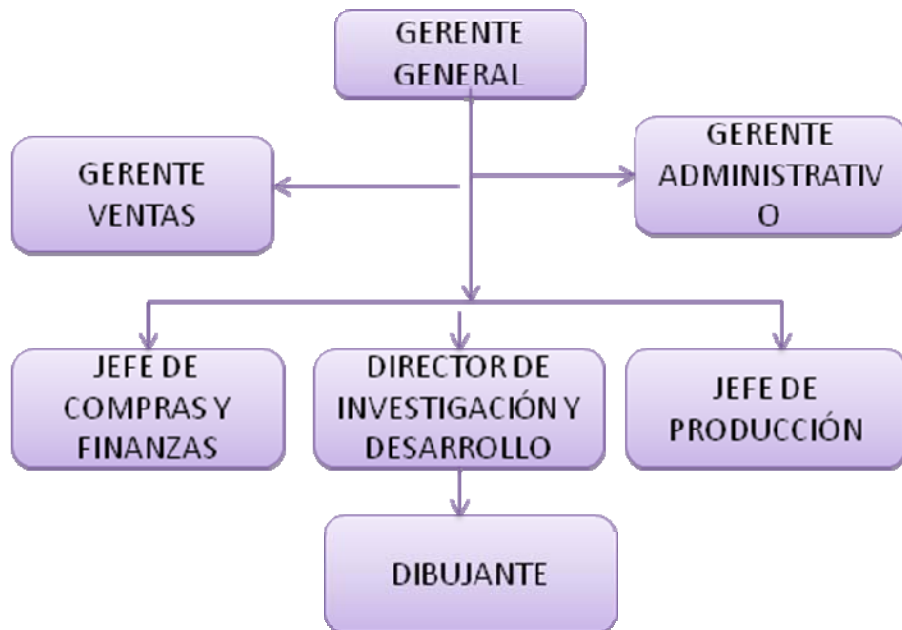 GERENTE
GENERAL
GERENTE
VENTAS
GERENTE
ADMINISTRATIV
O
JEFE DE
COMPRAS Y
FINANZAS
DIRECTOR DE
INVESTIGACIÓN Y
DESARROLLO
JEFE DE
PRODUCCIÓN
DIBUJANTE